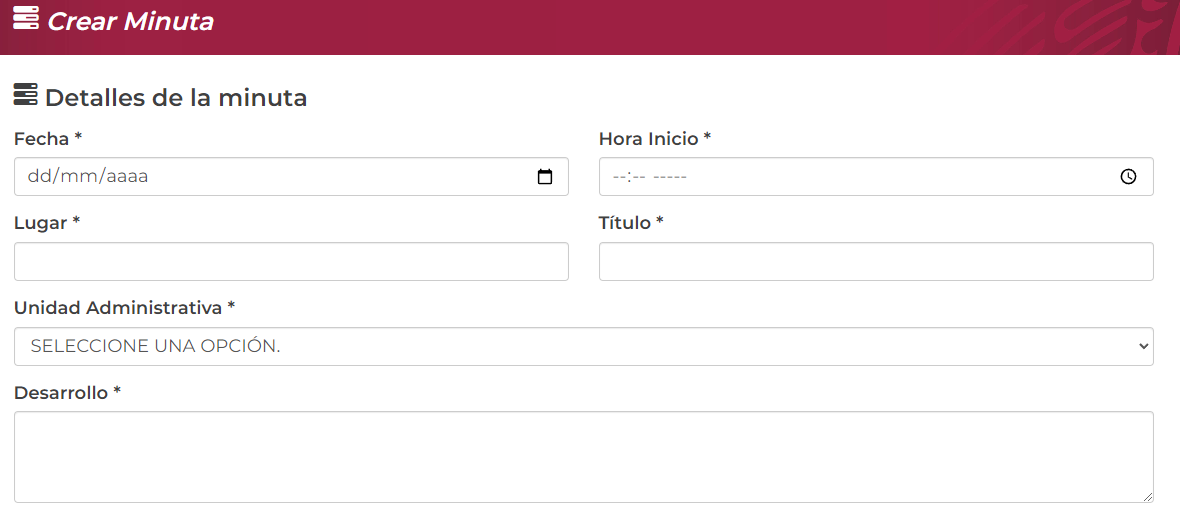 Crear Minuta
Detalles de la minuta
Fecha *
Hora Inicio *
dd/mm/aaaa
--:-- -----
Lugar *
Título *
Unidad Administrativa *
SELECCIONE UNA OPCIÓN.
Desarrollo *